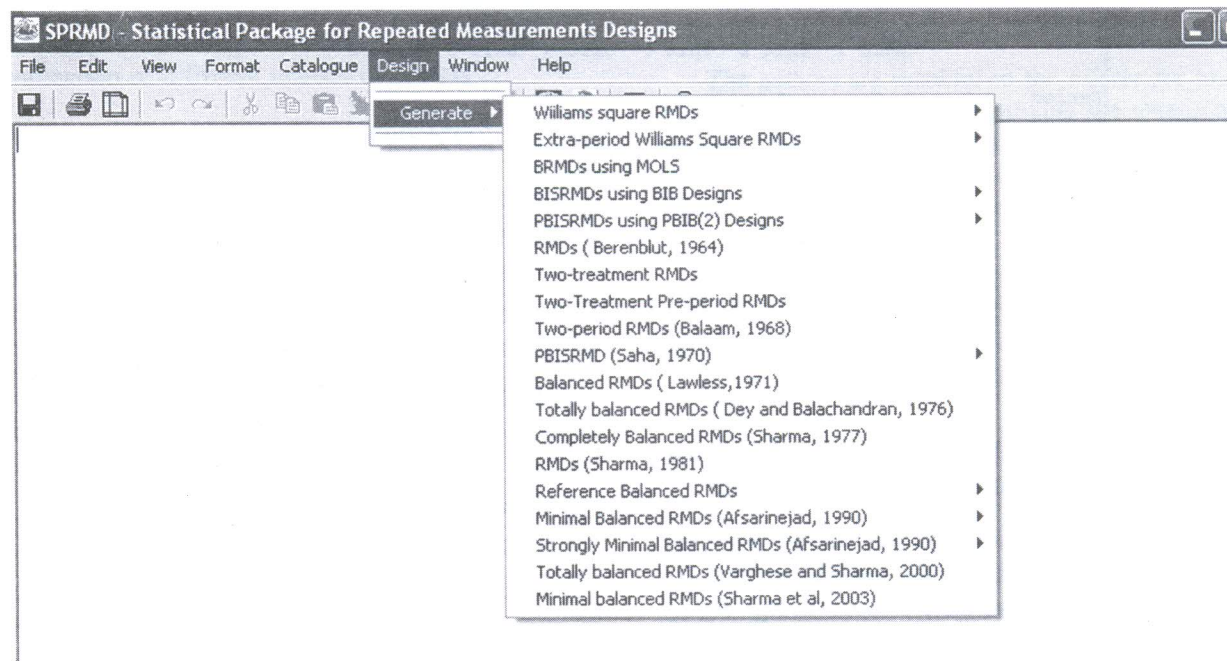 SPRMD - Statistical Package for Repeated Measurements Designs
File Edit View Format Catalogue Design Window Help
Generate
Williams square RMDs
Extra-period Williams Square RMDs
BRMDs using MOLS
BISRMDs using BIB Designs
PBISRMDs using PBIB(2) Designs
RMDs ( Berenblut, 1964)
Two-treatment RMDs
Two-Treatment Pre-period RMDs
Two-period RMDs (Balaam, 1968)
PBISRMD (Saha, 1970)
Balanced RMDs ( Lawless,1971)
Totally balanced RMDs ( Dey and Balachandran, 1976)
Completely Balanced RMDs (Sharma, 1977)
RMDs (Sharma, 1981)
Reference Balanced RMDs
Minimal Balanced RMDs (Afsarinejad, 1990)
Strongly Minimal Balanced RMDs (Afsarinejad, 1990)
Totally balanced RMDs (Varghese and Sharma, 2000)
Minimal balanced RMDs (Sharma et al, 2003)